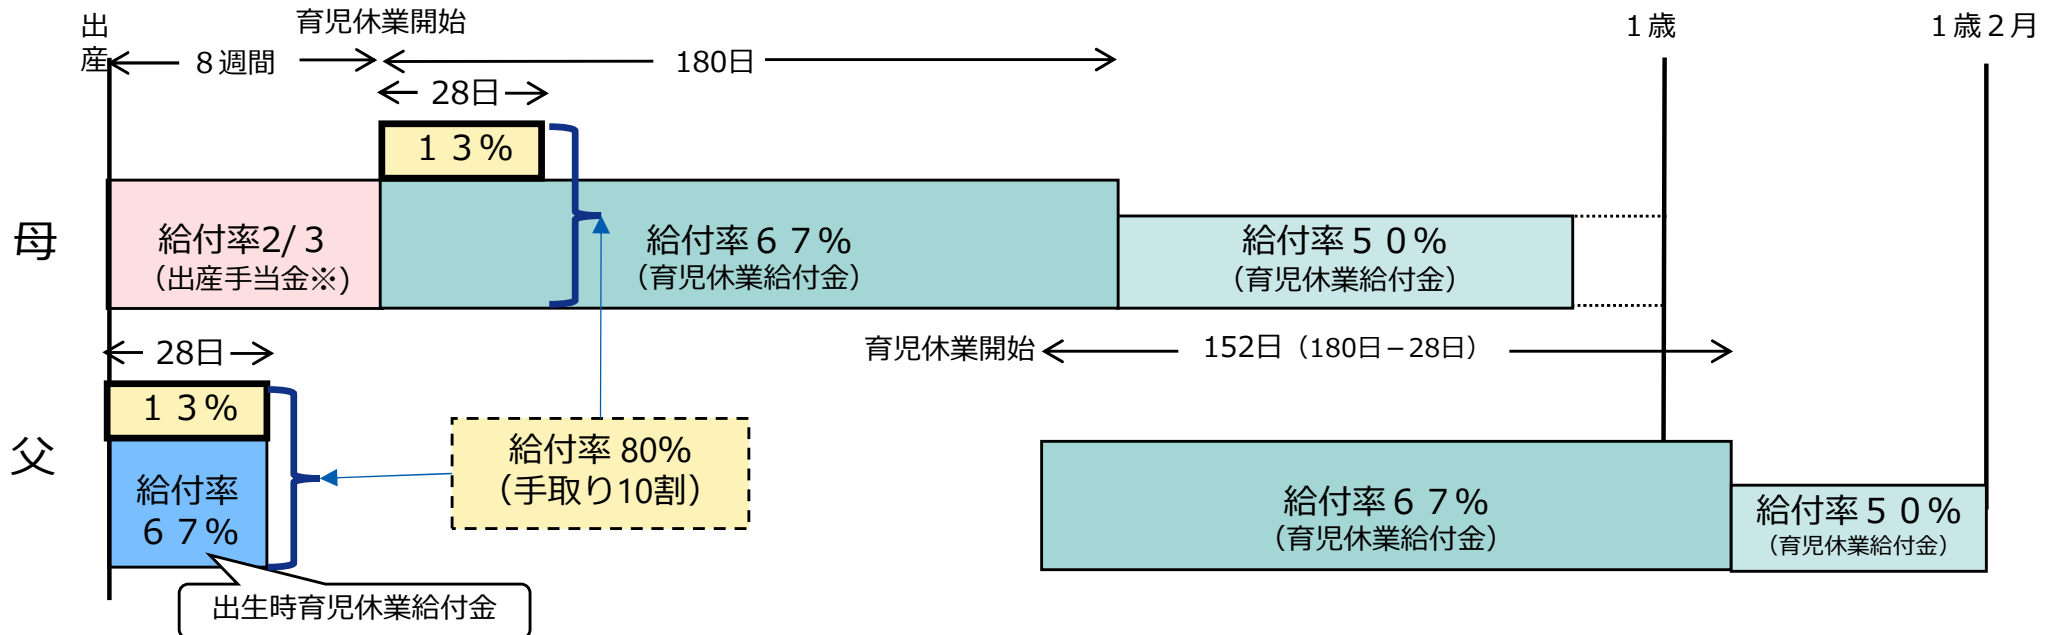 出産
育児休業開始
１歳
１歳２月
８週間
180日
28日
１３%
母
給付率2/３
（出産手当金※)
給付率６７%
（育児休業給付金）
給付率５０%
（育児休業給付金）
28日
育児休業開始
152日（180日－28日）
１３%
父
給付率
６７%
給付率 80%
（手取り10割）
給付率６７%
（育児休業給付金）
給付率５０%
（育児休業給付金）
出生時育児休業給付金